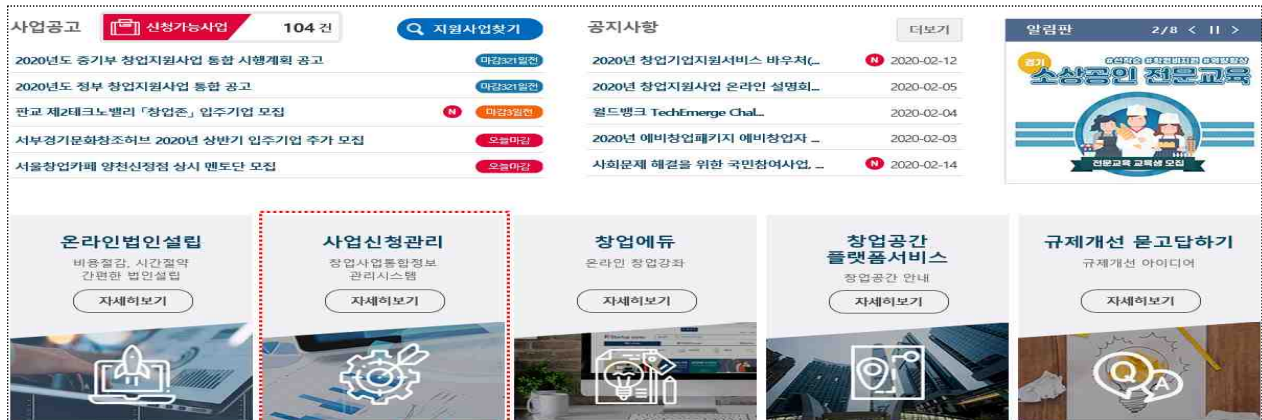 사업공고
신청가능사업 104 건
지원사업찾기
2020년도 중기부 창업지원사업 통합 시행계획 공고 마감321일전
2020년도 정부 창업지원사업 통합 공고 마감321일전
판교 제2테크노밸리 「창업존」 입주기업 모집 N 마감3일전
서부경기문화창조허브 2020년 상반기 입주기업 추가 모집 오늘마감
서울창업카페 양천신정점 상시 멘토단 모집 오늘마감
공지사항
더보기
2020년 창업기업지원서비스 바우처(... N 2020-02-12
2020년 창업지원사업 온라인 설명회... 2020-02-05
월드뱅크 TechEmerge Chal... 2020-02-04
2020년 예비창업패키지 예비창업자 ... 2020-02-03
사회문제 해결을 위한 국민참여사업, ... N 2020-02-14
알림판 2/8 < II >
경기
소상공인 전문교육
전문교육 교육생 모집
온라인법인설립
비용절감, 시간절약
간편한 법인설립
자세히보기
사업신청관리
창업사업통합정보
관리시스템
자세히보기
창업에듀
온라인 창업강좌
자세히보기
창업공간
플랫폼서비스
창업공간 안내
자세히보기
규제개선 묻고답하기
규제개선 아이디어
자세히보기
Q A